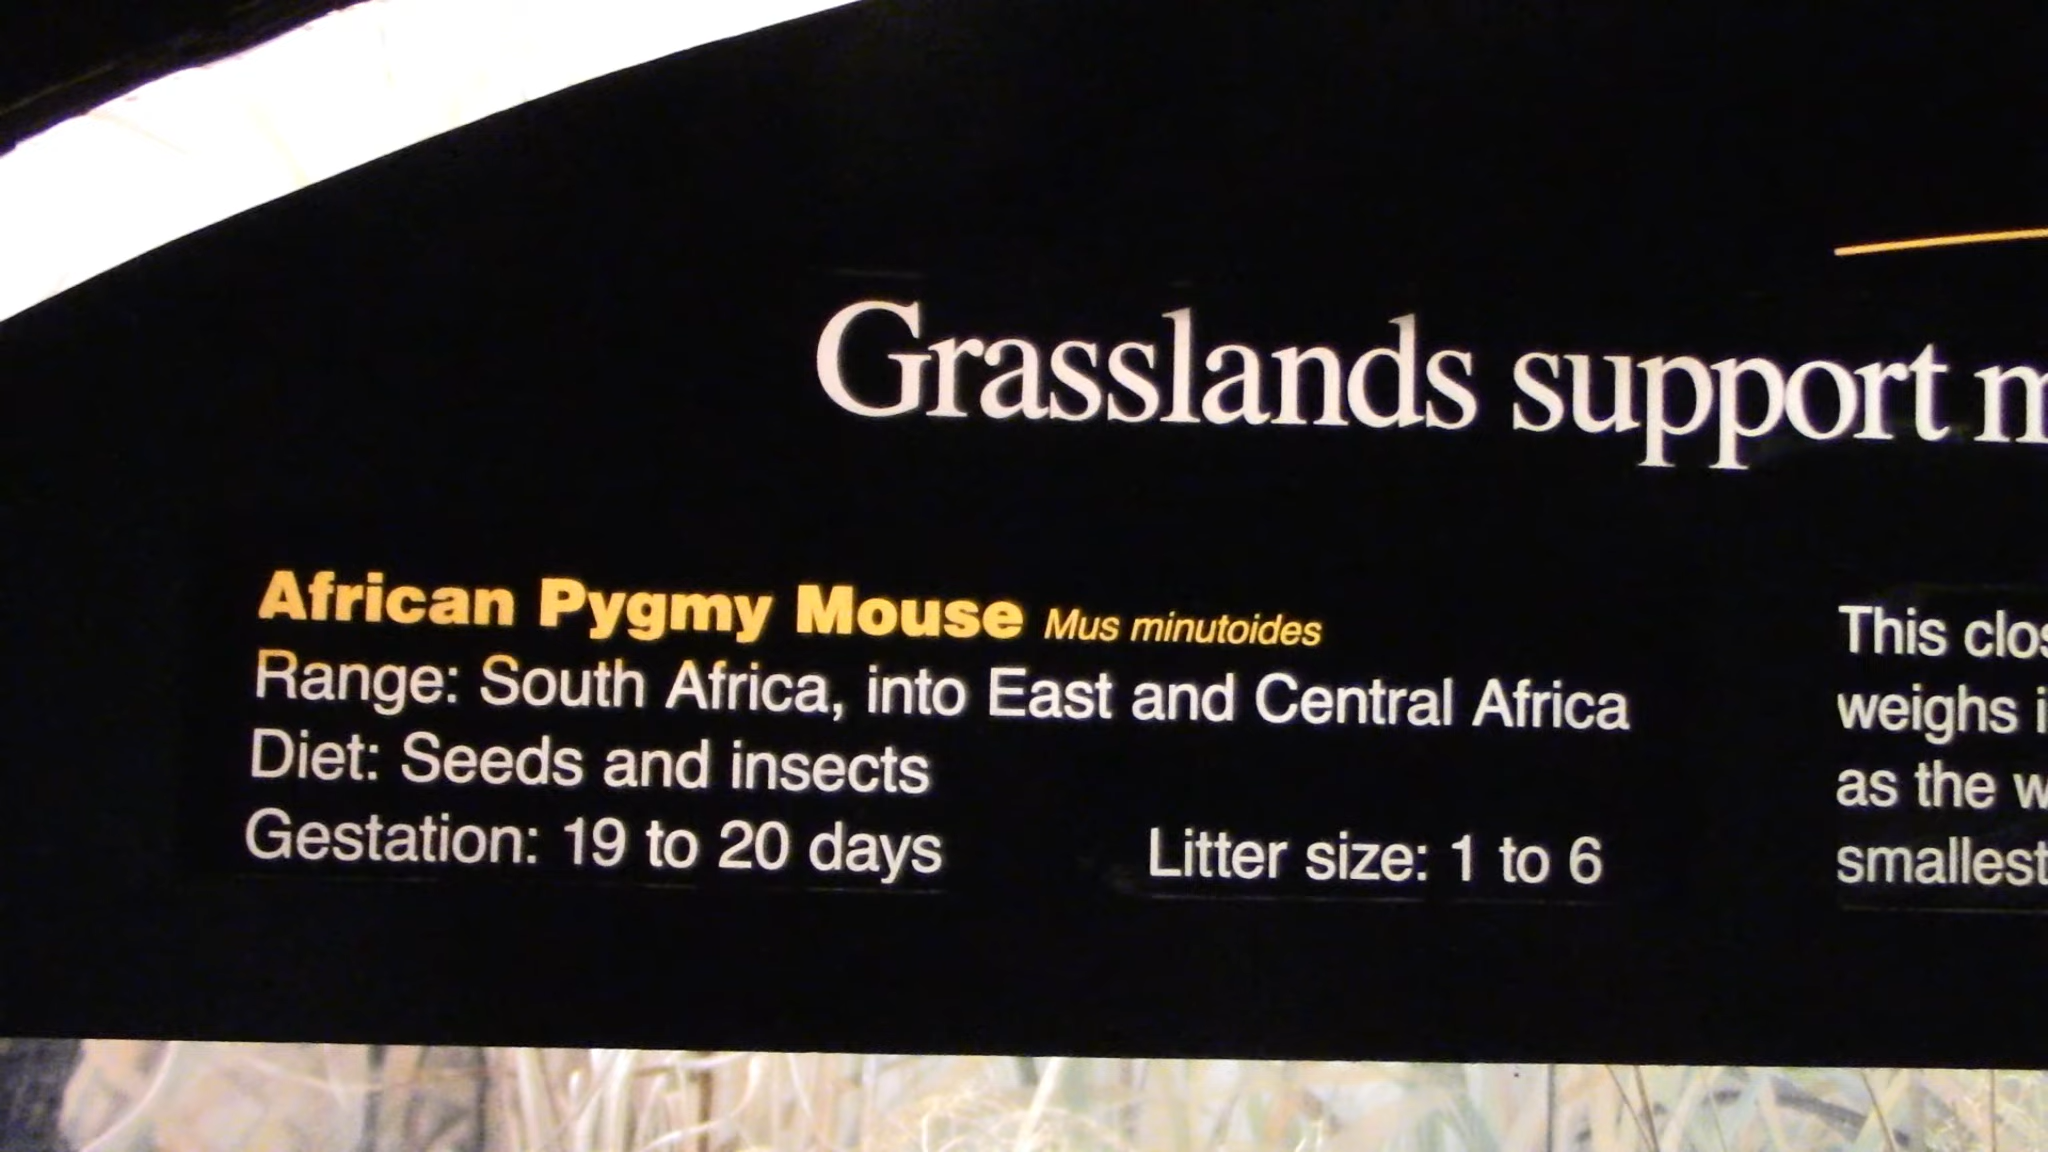 Grasslands support
African Pygmy Mouse Mus minutoides
Range: South Africa, into East and Central Africa
Diet: Seeds and insects
Gestation: 19 to 20 days Litter size: 1 to 6
This
weighs
as the
smallest